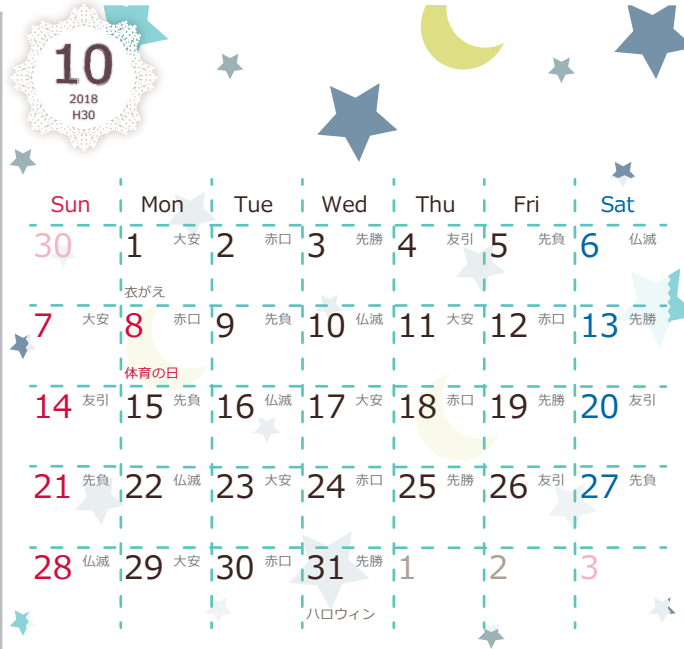 10
2018
H30
Sun Mon Tue Wed Thu Fri Sat
30 1 大安 2 赤口 3 先勝 4 友引 5 先負 6 仏滅
衣がえ
7 大安 8 赤口 9 先負 10 仏滅 11 大安 12 赤口 13 先勝
体育の日
14 友引 15 先負 16 仏滅 17 大安 18 赤口 19 先勝 20 友引
21 先負 22 仏滅 23 大安 24 赤口 25 先勝 26 友引 27 先負
28 仏滅 29 大安 30 赤口 31 先勝 1 2 3
ハロウィン